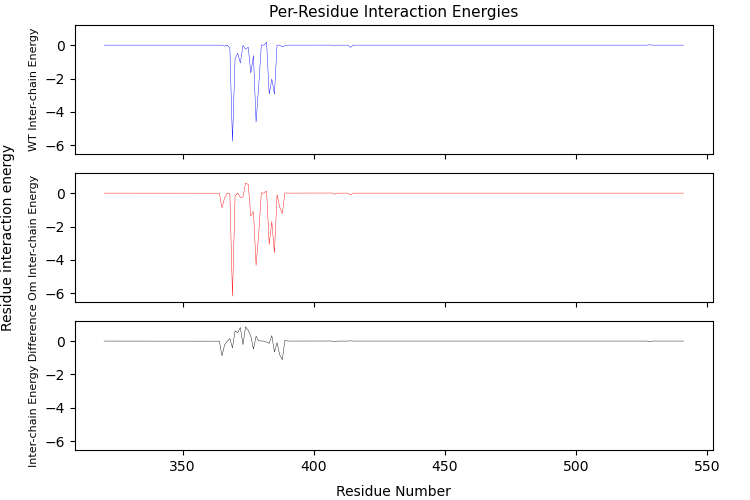 Per-Residue Interaction Energies
Residue interaction energy
WT Inter-chain Energy
0
−2
−4
−6
Om Inter-chain Energy
0
−2
−4
−6
Inter-chain Energy Difference
0
−2
−4
−6
350
400
450
500
550
Residue Number